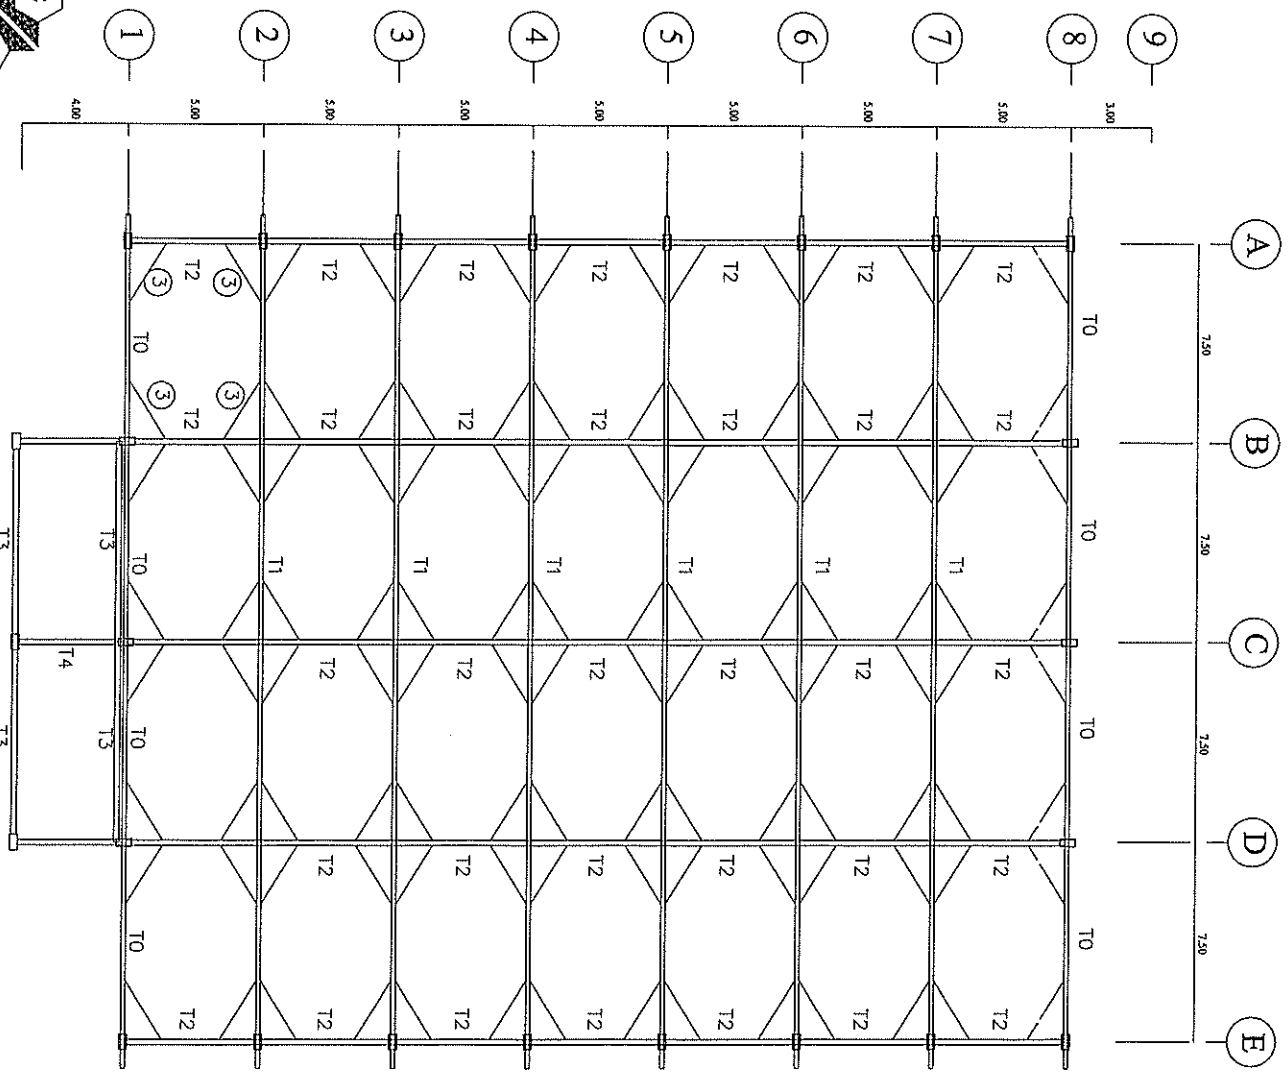 1 2 3 4 5 6 7 8 9
4.00 5.00 5.00 5.00 5.00 5.00 5.00 5.00 3.00
A
T2 T2 T2 T2 T2 T2 T2
3 3
T0 T0 7.50
3 3
T2 T2 T2 T2 T2 T2 T2
B
T3 T3 T0 T0 7.50
T1 T1 T1 T1 T1 T1
C
T4 T2 T2 T2 T2 T2 T2
T3 T3 T0 T0 7.50
D
T2 T2 T2 T2 T2 T2
T0 T0 7.50
T2 T2 T2 T2 T2 T2 T2
E